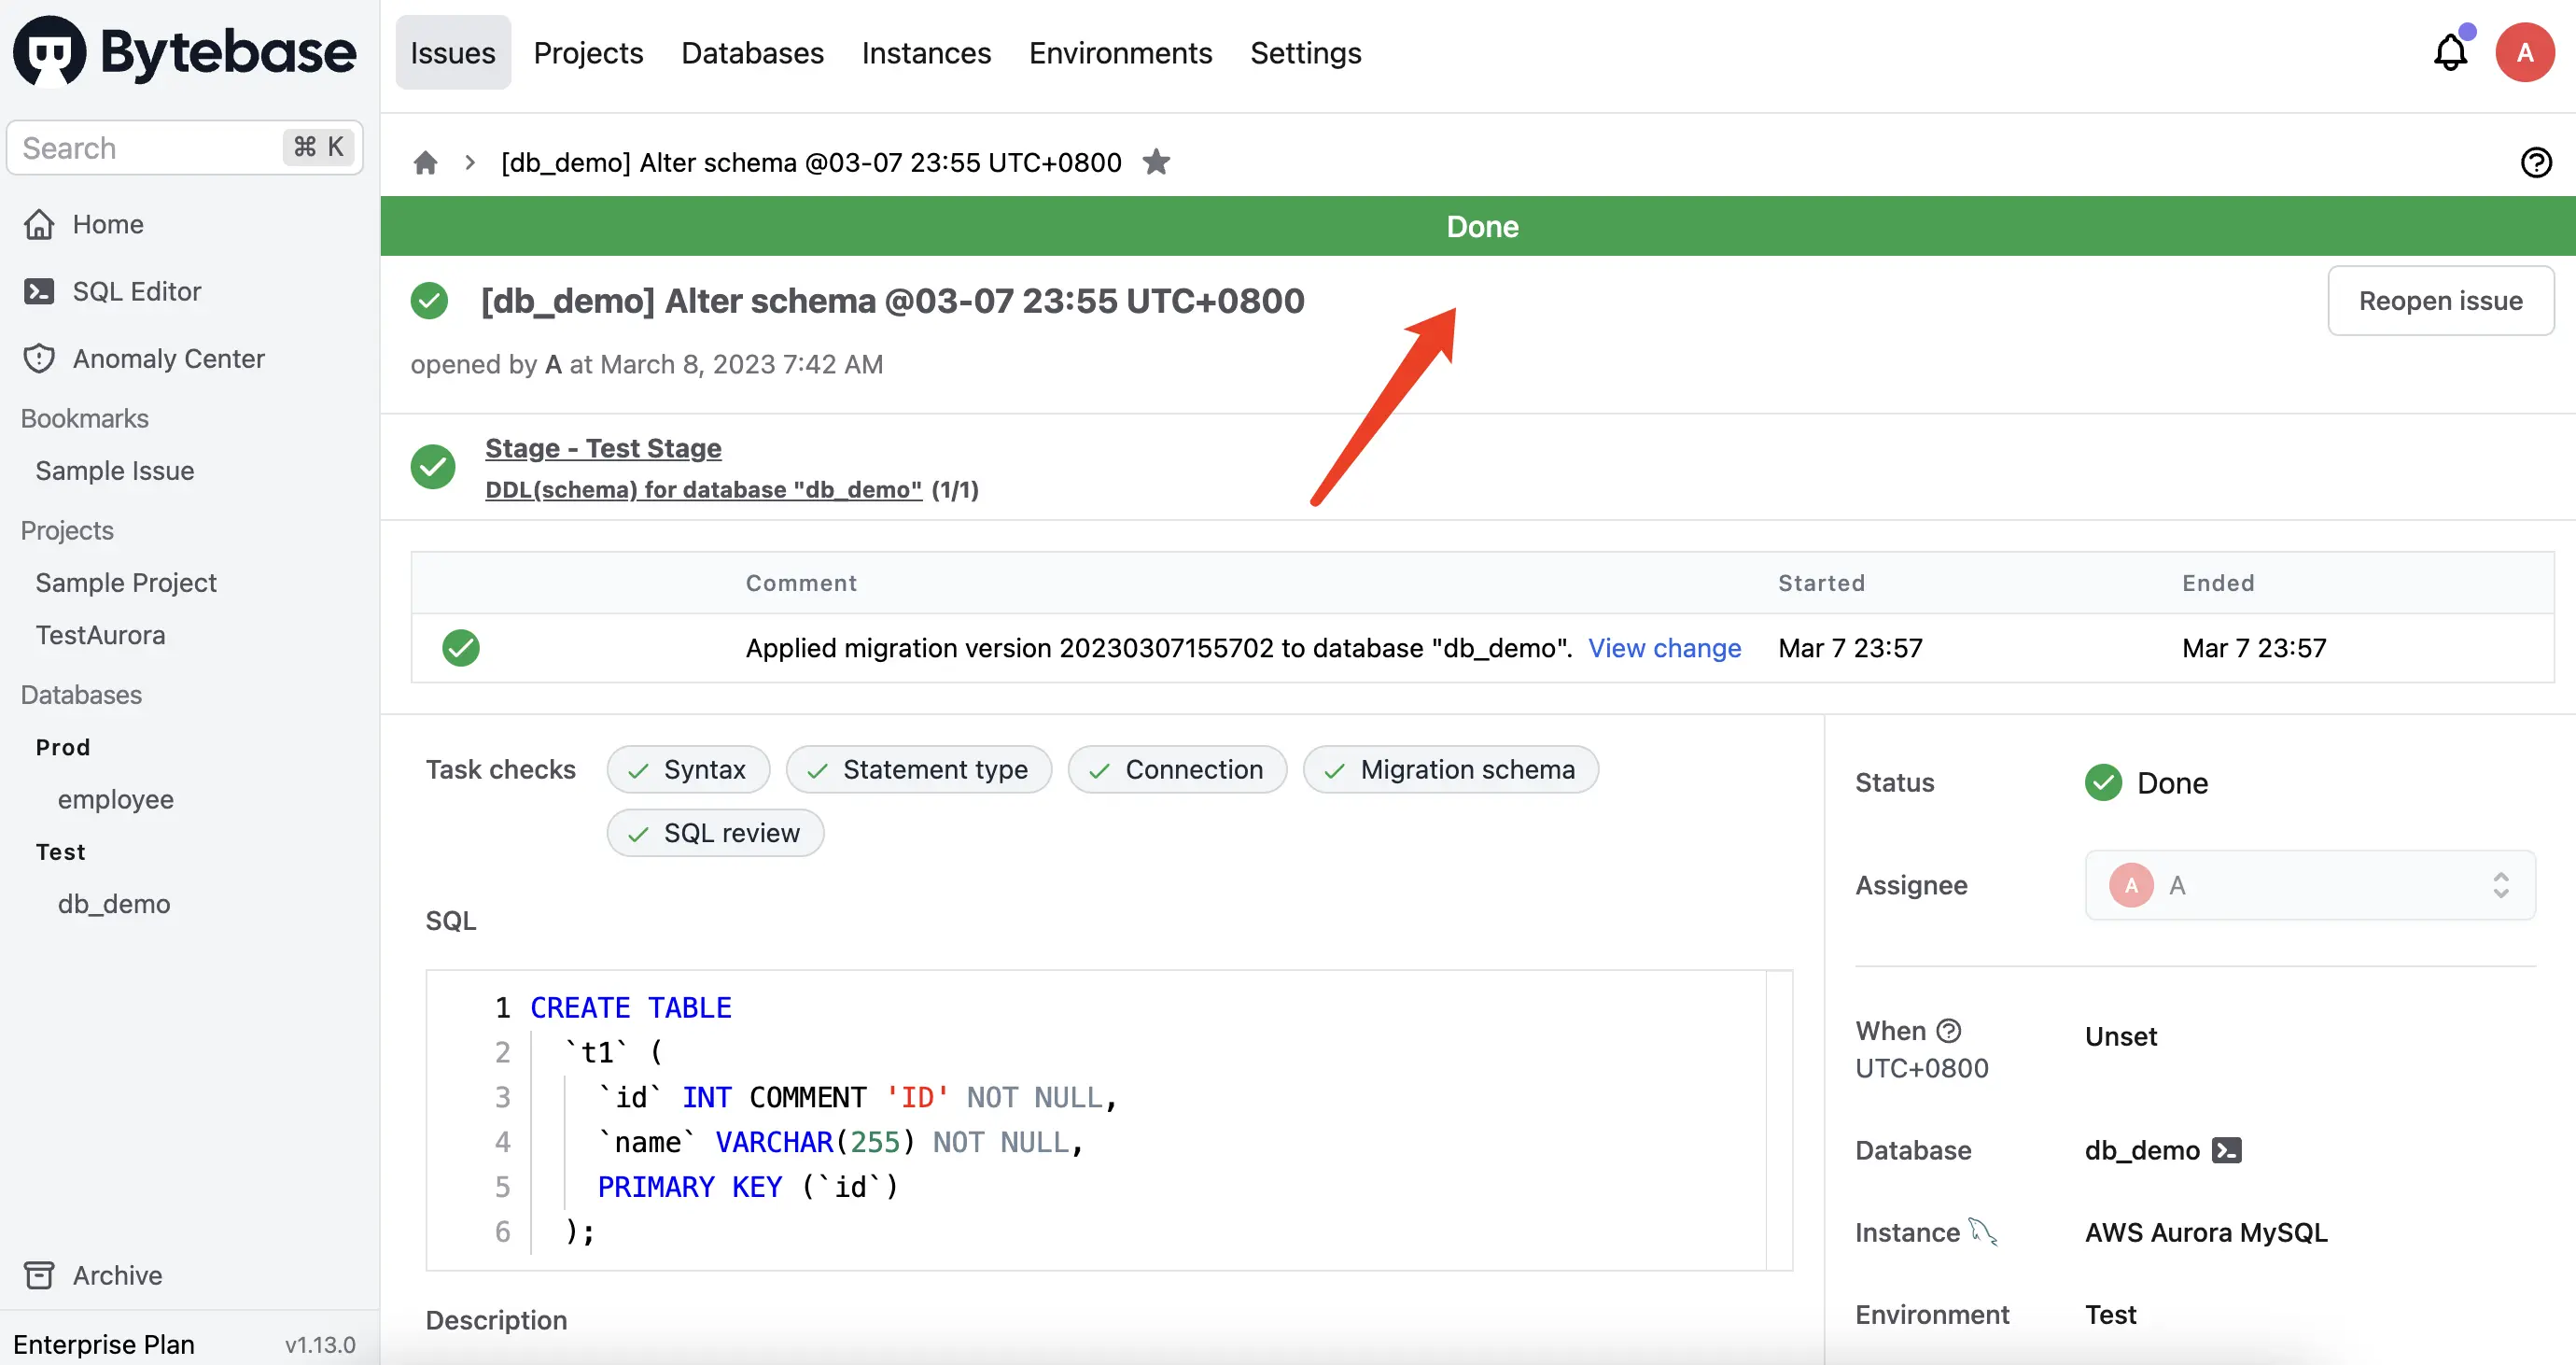 Bytebase
Issues Projects Databases Instances Environments Settings
A
Search ⌘ K
Home
SQL Editor
Anomaly Center
Bookmarks
Sample Issue
Projects
Sample Project
TestAurora
Databases
Prod
employee
Test
db_demo
Archive
Enterprise Plan v1.13.0
[db_demo] Alter schema @03-07 23:55 UTC+0800
Done
[db_demo] Alter schema @03-07 23:55 UTC+0800
Reopen issue
opened by A at March 8, 2023 7:42 AM
Stage - Test Stage
DDL(schema) for database "db_demo" (1/1)
Comment Started Ended
Applied migration version 20230307155702 to database "db_demo". View change Mar 7 23:57 Mar 7 23:57
Task checks Syntax Statement type Connection Migration schema
SQL review
SQL
1 CREATE TABLE
2 `t1` (
3 `id` INT COMMENT 'ID' NOT NULL,
4 `name` VARCHAR(255) NOT NULL,
5 PRIMARY KEY (`id`)
6 );
Description
Status Done
Assignee A A
When Unset
UTC+0800
Database db_demo
Instance AWS Aurora MySQL
Environment Test